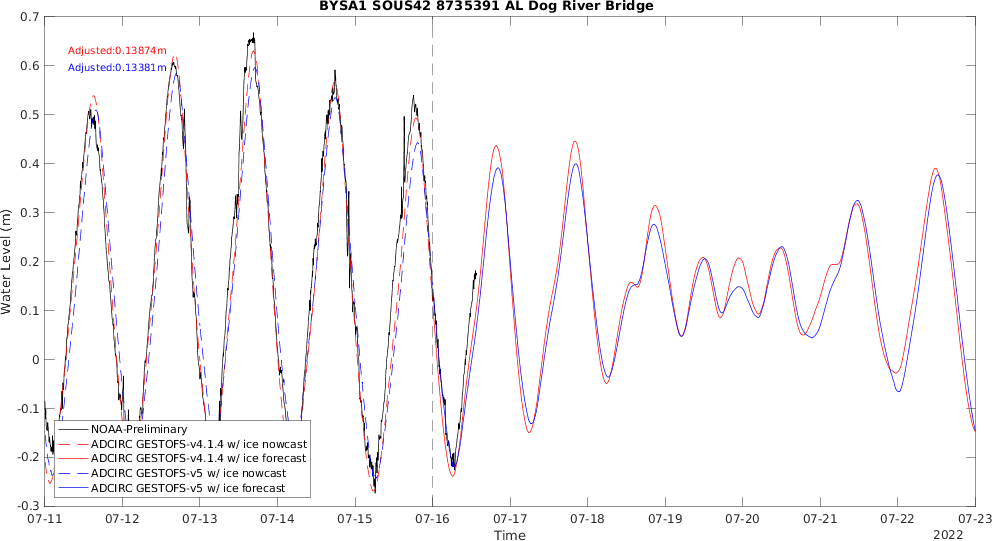 BYSA1 SOUS42 8735391 AL Dog River Bridge
0.7
0.6
0.5
0.4
0.3
0.2
0.1
0
-0.1
-0.2
-0.3
Water Level (m)
Adjusted:0.13874m
Adjusted:0.13381m
NOAA-Preliminary
ADCIRC GESTOFS-v4.1.4 w/ ice nowcast
ADCIRC GESTOFS-v4.1.4 w/ ice forecast
ADCIRC GESTOFS-v5 w/ ice nowcast
ADCIRC GESTOFS-v5 w/ ice forecast
07-11 07-12 07-13 07-14 07-15 07-16 07-17 07-18 07-19 07-20 07-21 07-22 07-23
Time
2022